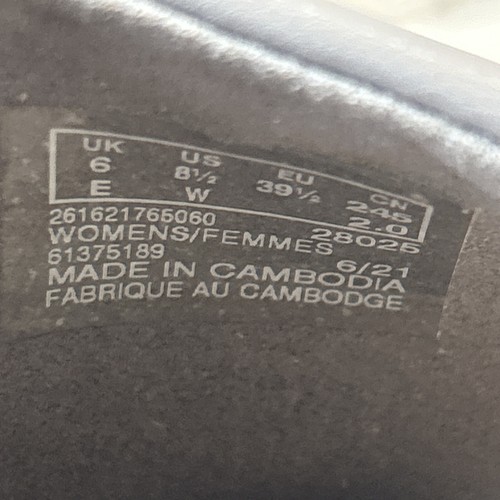 UK US EU CN
6 8½ 39½ 245
E W 2.0
261621765060 28025
WOMENS/FEMMES
61375189 6/21
MADE IN CAMBODIA
FABRIQUE AU CAMBODGE